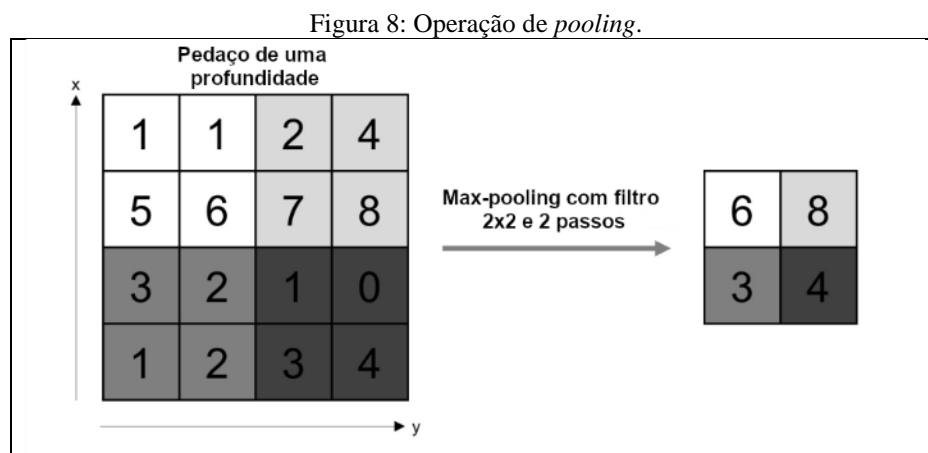 Figura 8: Operação de pooling.
Pedaço de uma
profundidade
x
1 1 2 4
5 6 7 8
3 2 1 0
1 2 3 4
y
Max-pooling com filtro
2x2 e 2 passos
6 8
3 4